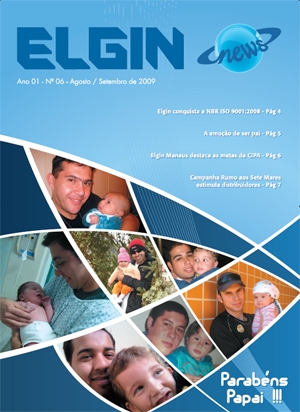 ELGIN
news
Ano 01 - Nº 06 - Agosto / Setembro de 2009
Elgin conquista a NBR ISO 9001:2008 - Pág 4
A emoção de ser pai - Pág 5
Elgin Manaus destaca as metas da CIPA - Pág 6
Campanha Rumo aos Sete Mares
estimula distribuidores - Pág 7
Parabéns
Papai !!!